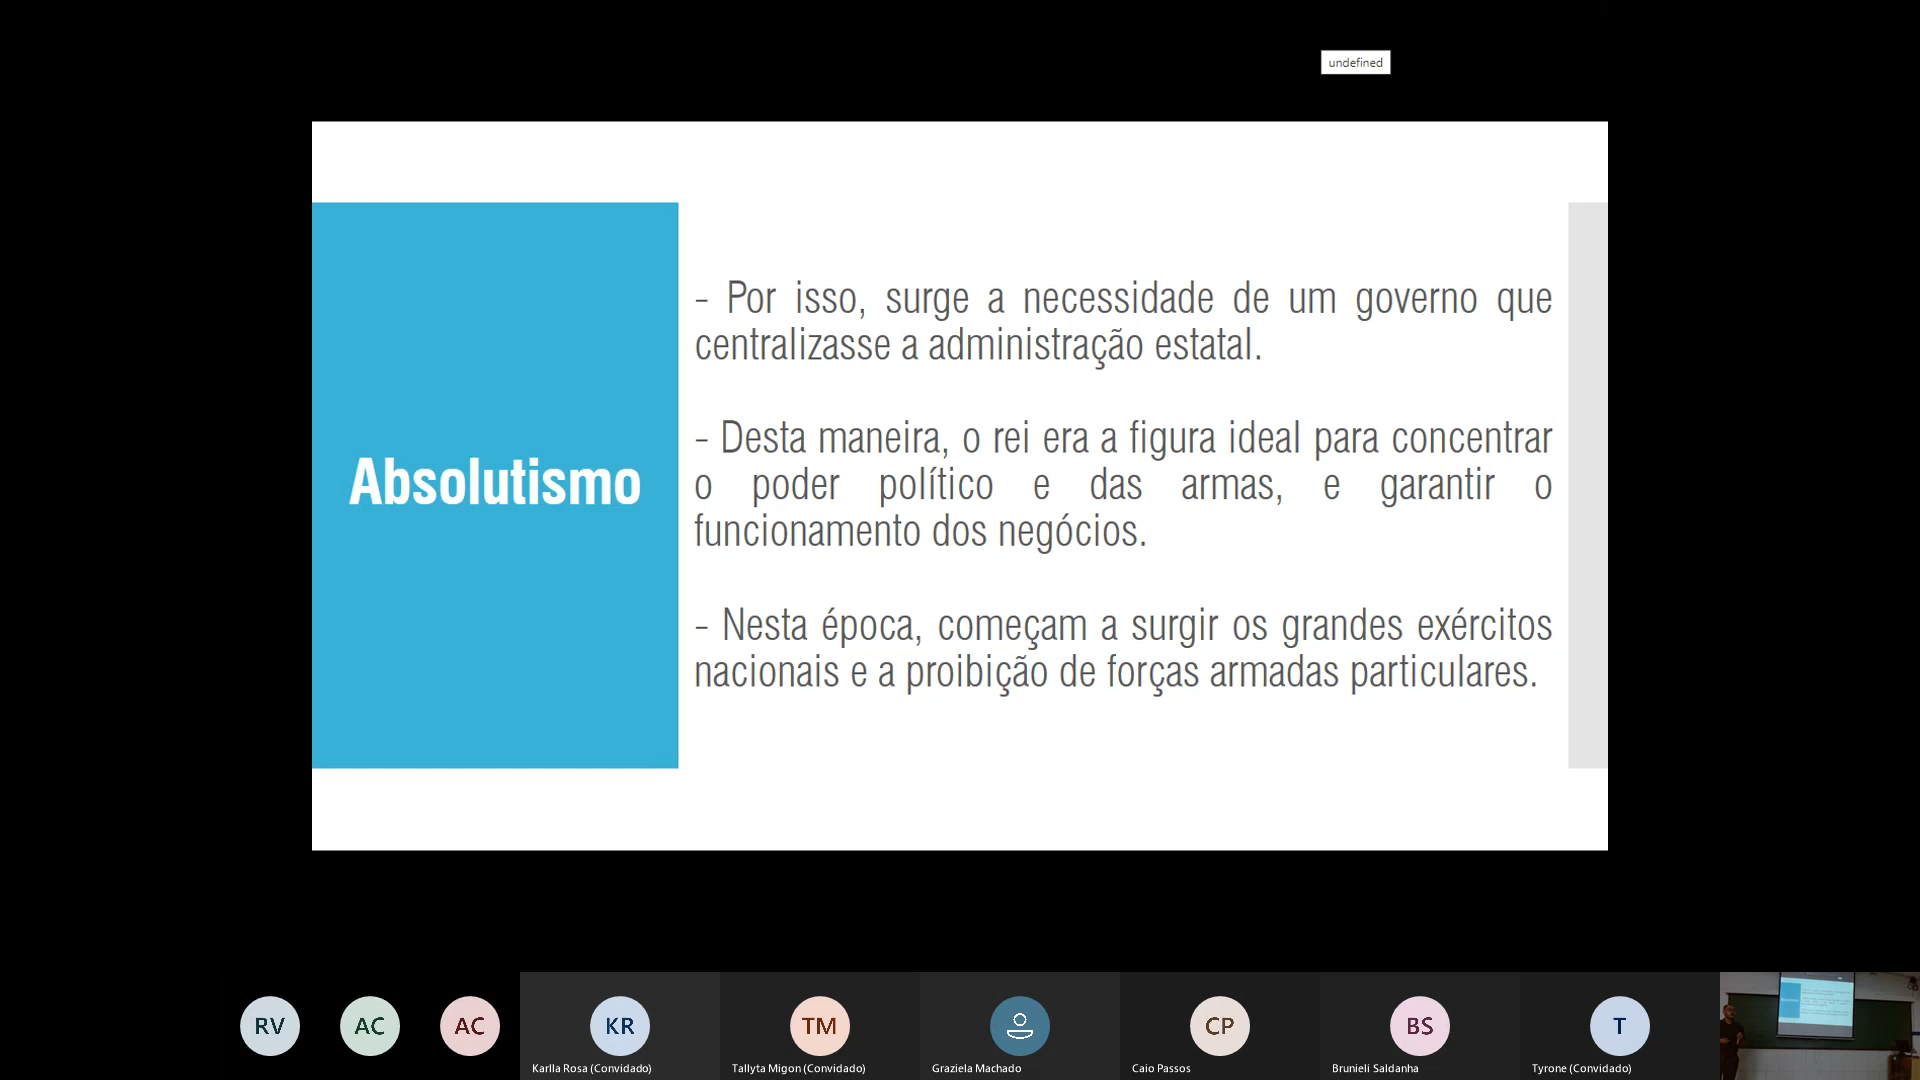 undefined
Absolutismo
- Por isso, surge a necessidade de um governo que
centralizasse a administração estatal.
- Desta maneira, o rei era a figura ideal para concentrar
o poder político e das armas, e garantir o
funcionamento dos negócios.
- Nesta época, começam a surgir os grandes exércitos
nacionais e a proibição de forças armadas particulares.
RV
AC
AC
KR
TM
CP
BS
T
Karlla Rosa (Convidado)
Tallyta Migon (Convidado)
Graziela Machado
Caio Passos
Brunieli Saldanha
Tyrone (Convidado)